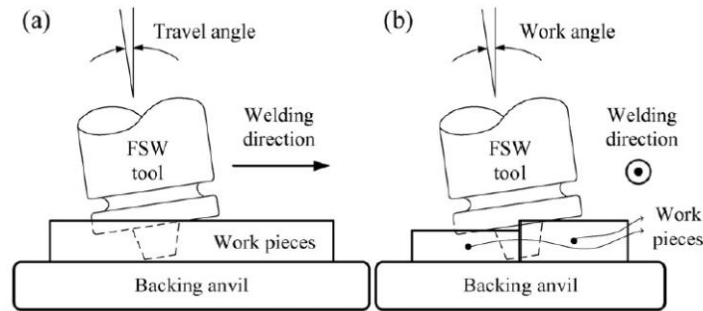 (a)
Travel angle
Welding
direction
FSW
tool
Work pieces
Backing anvil
(b)
Work angle
Welding
direction
FSW
tool
Work
pieces
Backing anvil